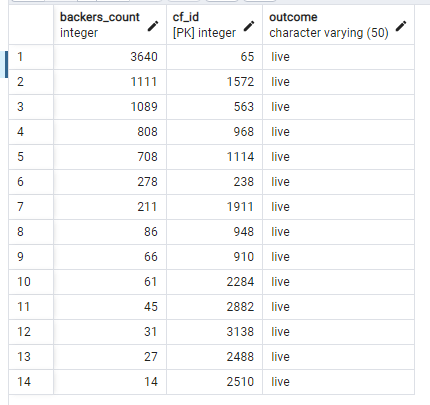 backers_count cf_id outcome
integer [PK] integer character varying (50)
1 3640 65 live
2 1111 1572 live
3 1089 563 live
4 808 968 live
5 708 1114 live
6 278 238 live
7 211 1911 live
8 86 948 live
9 66 910 live
10 61 2284 live
11 45 2882 live
12 31 3138 live
13 27 2488 live
14 14 2510 live